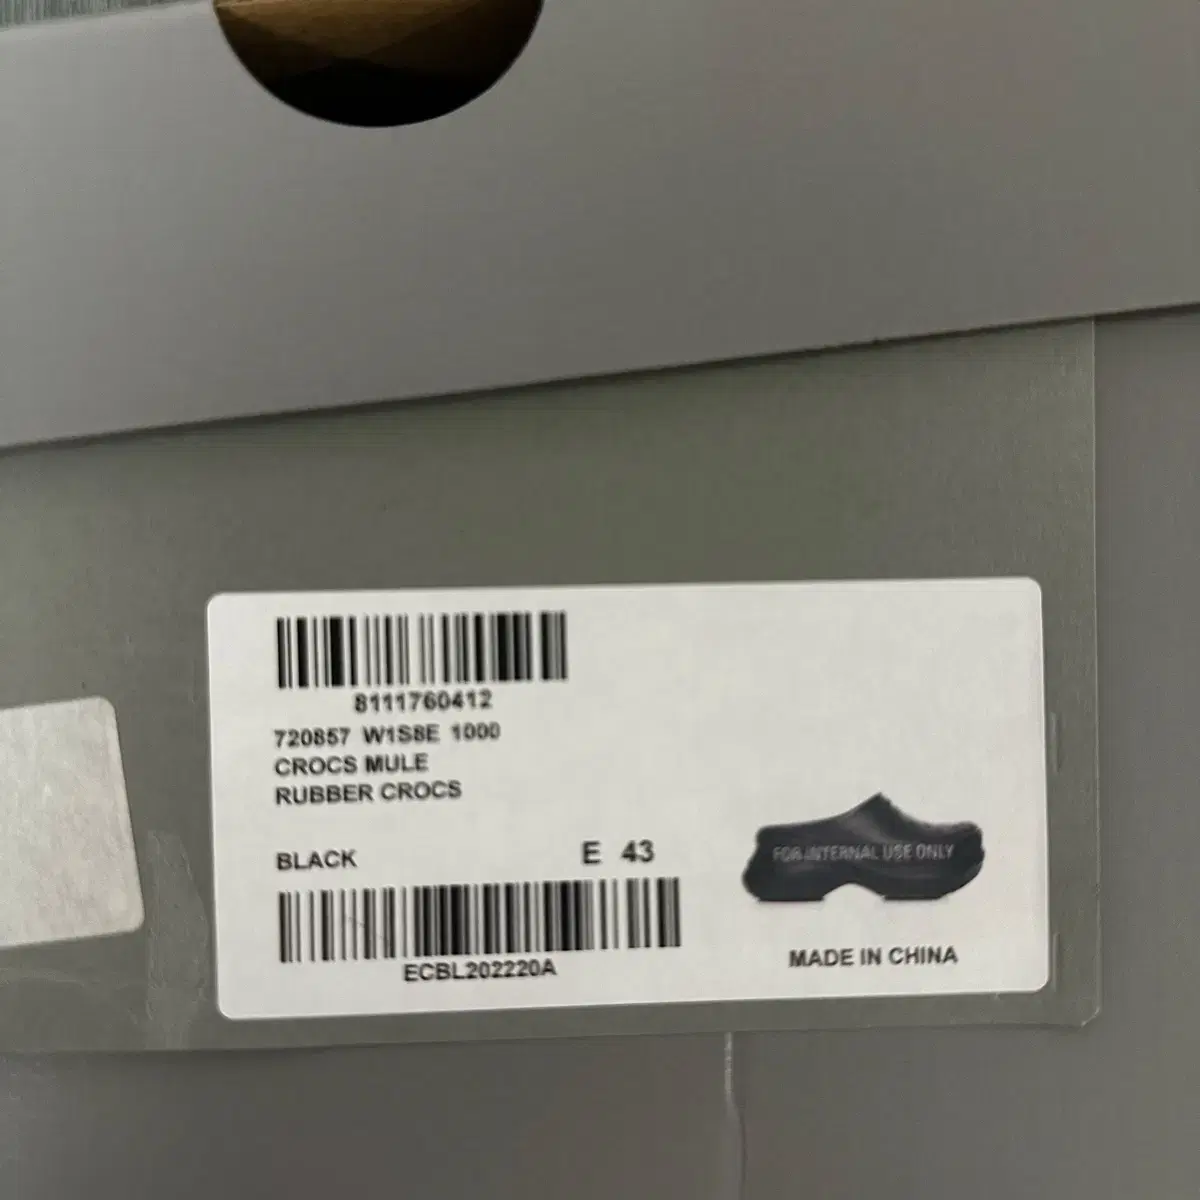 8111760412
720857 W1S8E 1000
CROCS MULE
RUBBER CROCS
BLACK E 43
FOR INTERNAL USE ONLY
ECBL202220A
MADE IN CHINA